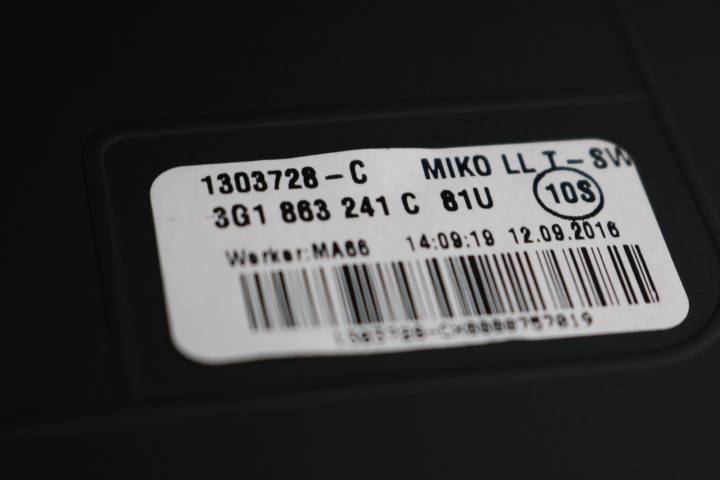 1303728-C MIKO LL T-SW
3G1 863 241 C 81U 10S
Werker:MA66 14:09:19 12.09.2016